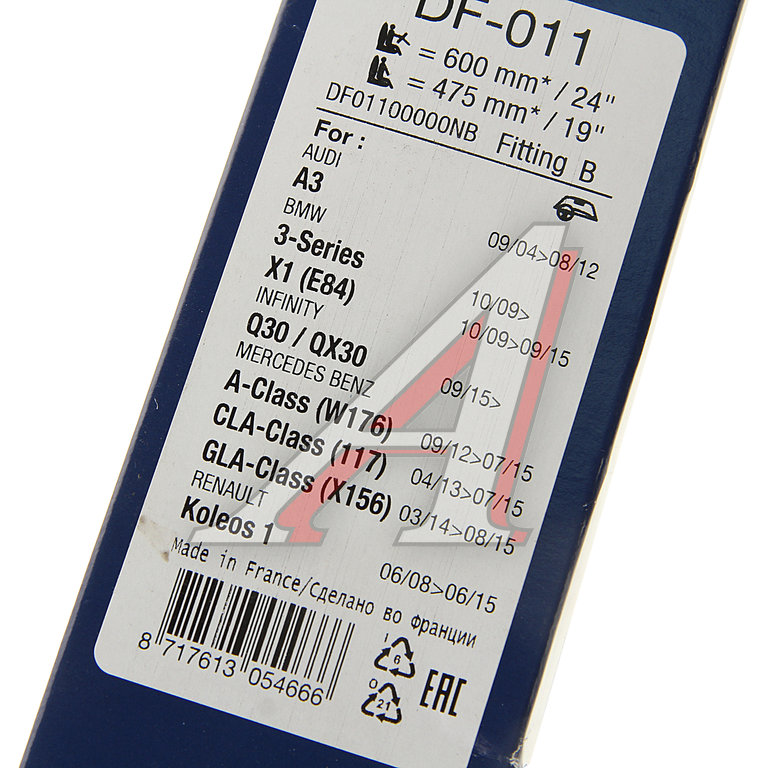 DF-011
= 600 mm* / 24"
= 475 mm* / 19"
DF01100000NB Fitting B
For :
AUDI
A3 09/04>08/12
BMW
3-Series 10/09>
X1 (E84) 10/09>09/15
INFINITY
Q30 / QX30 09/15>
MERCEDES BENZ
A-Class (W176) 09/12>07/15
CLA-Class (117) 04/13>07/15
GLA-Class (X156) 03/14>08/15
RENAULT
Koleos 1 06/08>06/15
Made in France/Сделано во франции
8 717613 054666
I
6
O
21
EAC